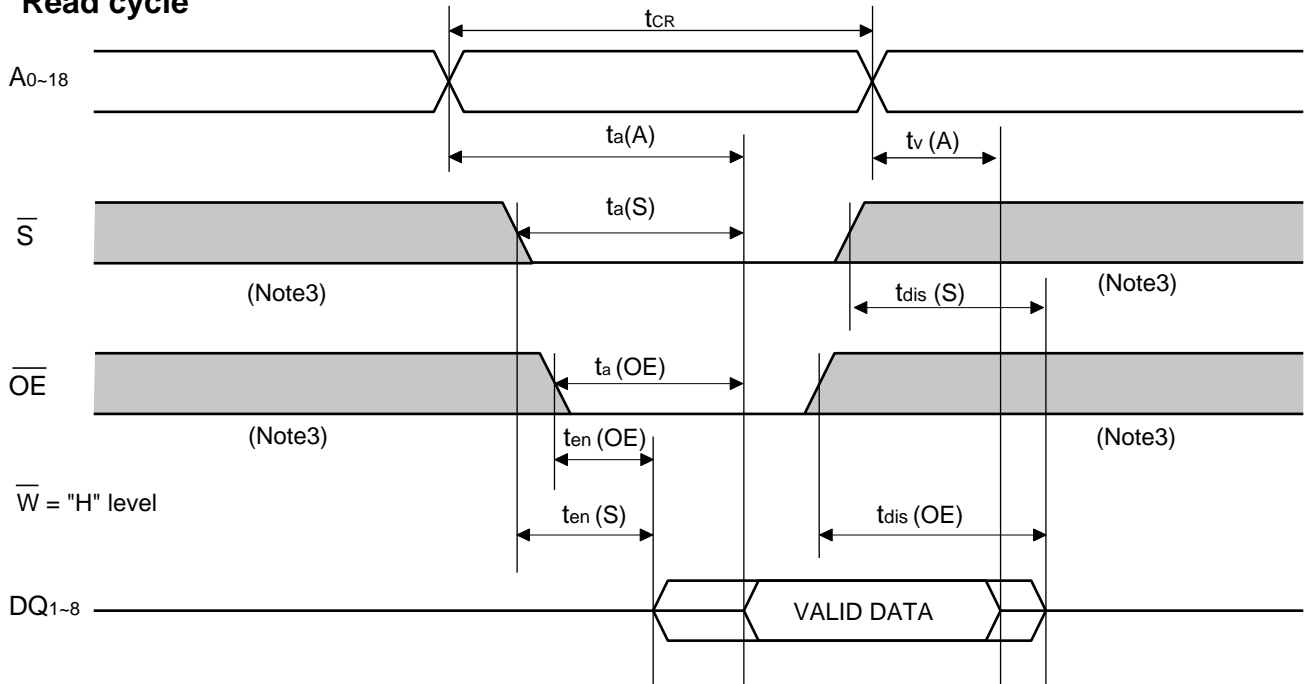 Read cycle
tCR
A0~18
ta(A)
tv (A)
ta(S)
S
(Note3)
(Note3)
tdis (S)
OE
ta (OE)
(Note3)
(Note3)
ten (OE)
W = "H" level
ten (S)
tdis (OE)
DQ1~8
VALID DATA